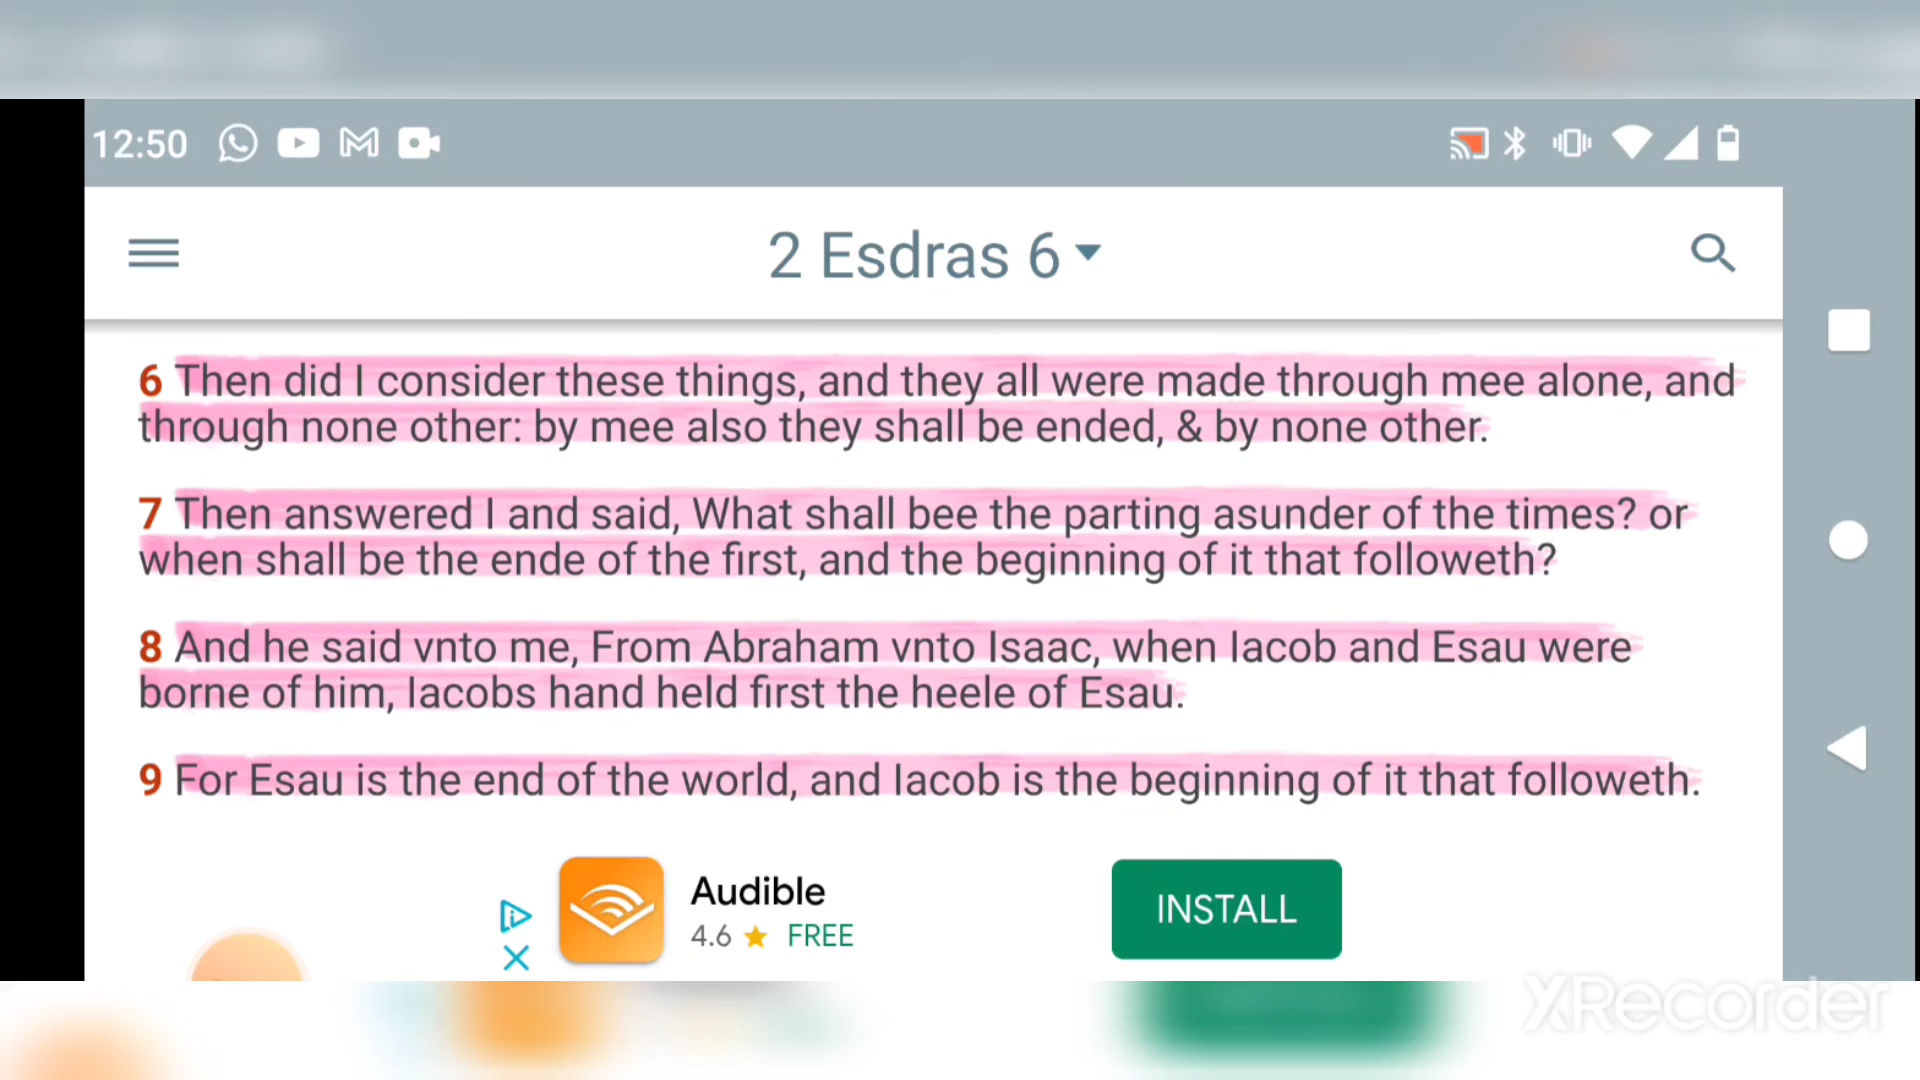 12:50
2 Esdras 6
6 Then did I consider these things, and they all were made through mee alone, and
through none other: by mee also they shall be ended, & by none other.
7 Then answered I and said, What shall bee the parting asunder of the times? or
when shall be the ende of the first, and the beginning of it that followeth?
8 And he said vnto me, From Abraham vnto Isaac, when Iacob and Esau were
borne of him, Iacobs hand held first the heele of Esau.
9 For Esau is the end of the world, and Iacob is the beginning of it that followeth.
Audible
4.6 ★ FREE
INSTALL
XRecorder